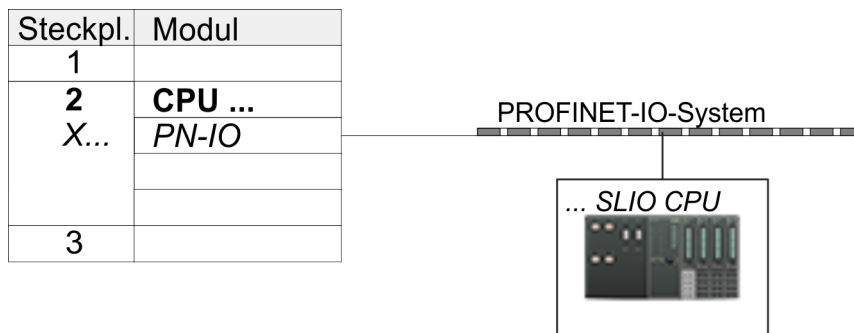 Steckpl. Modul
1
2 CPU ...
X... PN-IO
3
PROFINET-IO-System
... SLIO CPU